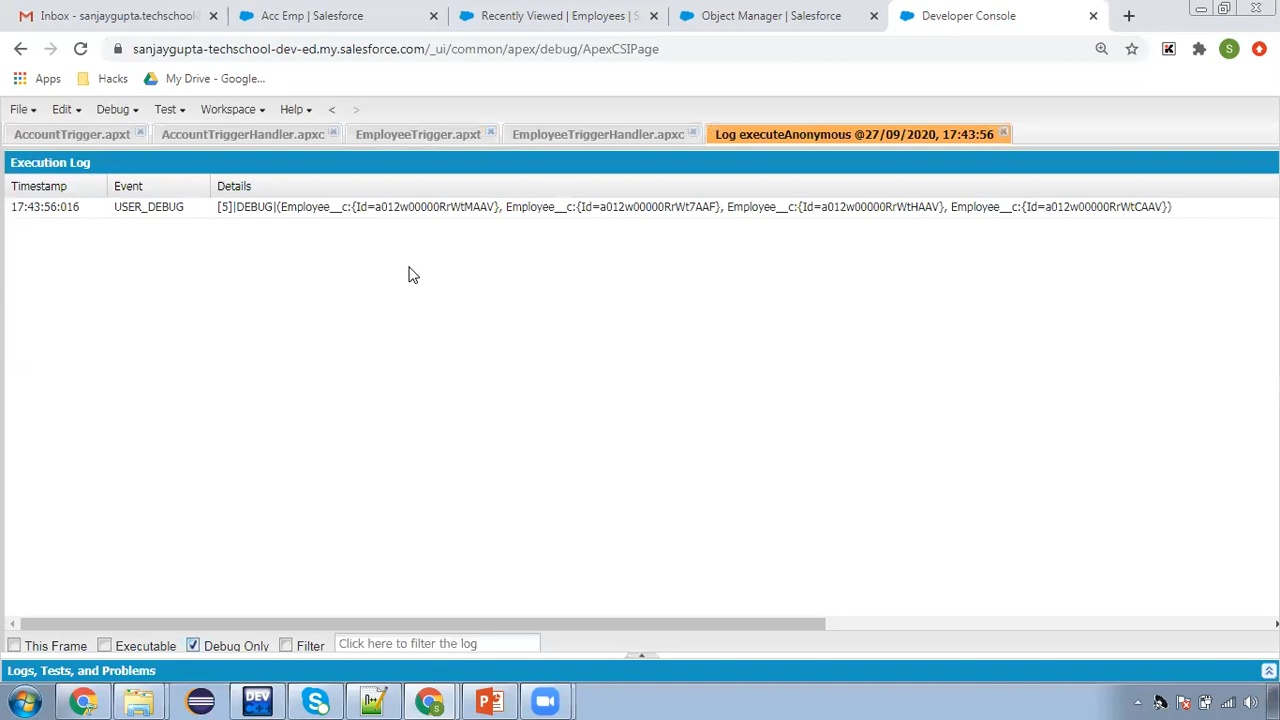 Inbox - sanjaygupta.techschool@
Acc Emp | Salesforce
Recently Viewed | Employees | S
Object Manager | Salesforce
Developer Console
sanjaygupta-techschool-dev-ed.my.salesforce.com/_ui/common/apex/debug/ApexCSIPage
S
Apps
Hacks
My Drive - Google...
File
Edit
Debug
Test
Workspace
Help
<
>
AccountTrigger.apxt
AccountTriggerHandler.apxc
EmployeeTrigger.apxt
EmployeeTriggerHandler.apxc
Log executeAnonymous @27/09/2020, 17:43:56
Execution Log
Timestamp
Event
Details
17:43:56:016
USER_DEBUG
[5]|DEBUG|(Employee__c:{Id=a012w00000RrWtMAAV}, Employee__c:{Id=a012w00000RrWt7AAF}, Employee__c:{Id=a012w00000RrWtHAAV}, Employee__c:{Id=a012w00000RrWtCAAV})
This Frame
Executable
Debug Only
Filter
Click here to filter the log
Logs, Tests, and Problems
DEV
C++